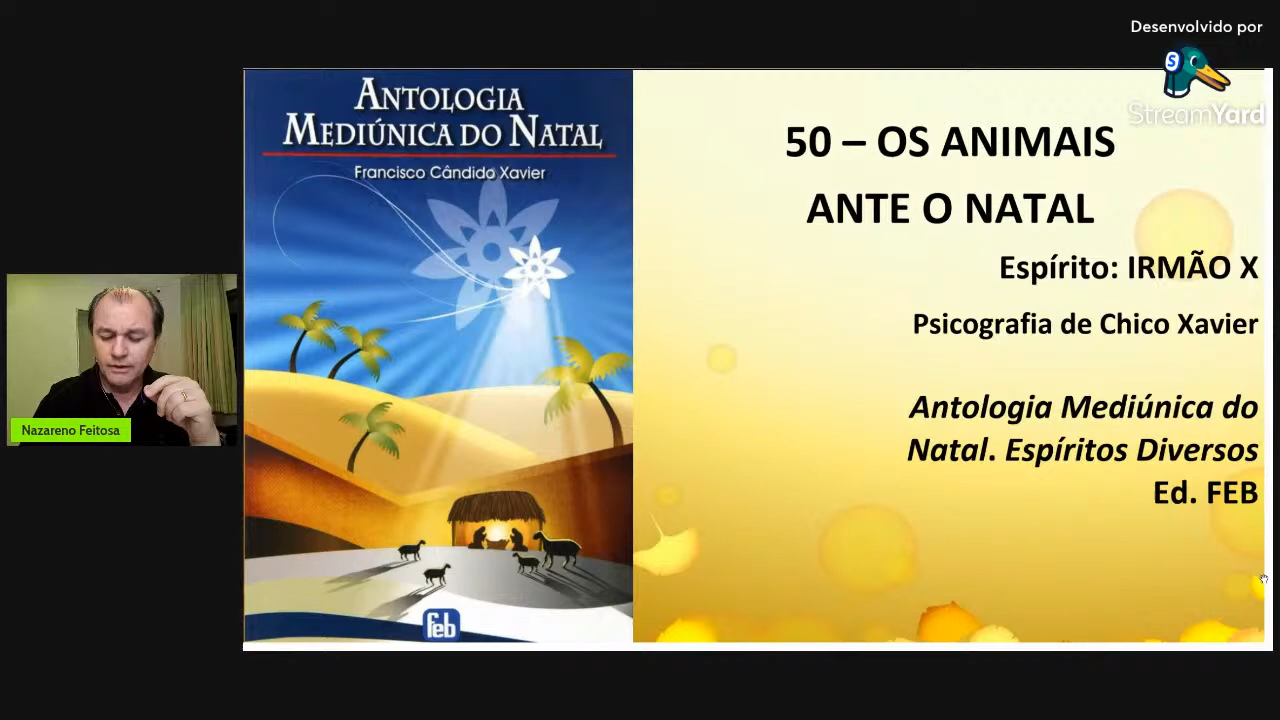 Desenvolvido por
StreamYard
ANTOLOGIA
MEDIÚNICA DO NATAL
Francisco Cândido Xavier
feb
50 – OS ANIMAIS
ANTE O NATAL
Espírito: IRMÃO X
Psicografia de Chico Xavier
Antologia Mediúnica do
Natal. Espíritos Diversos
Ed. FEB
Nazareno Feitosa